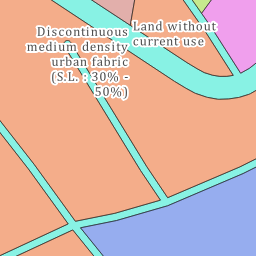 Discontinuous
medium density
urban fabric
(S.L. : 30% -
50%)
Land without
current use